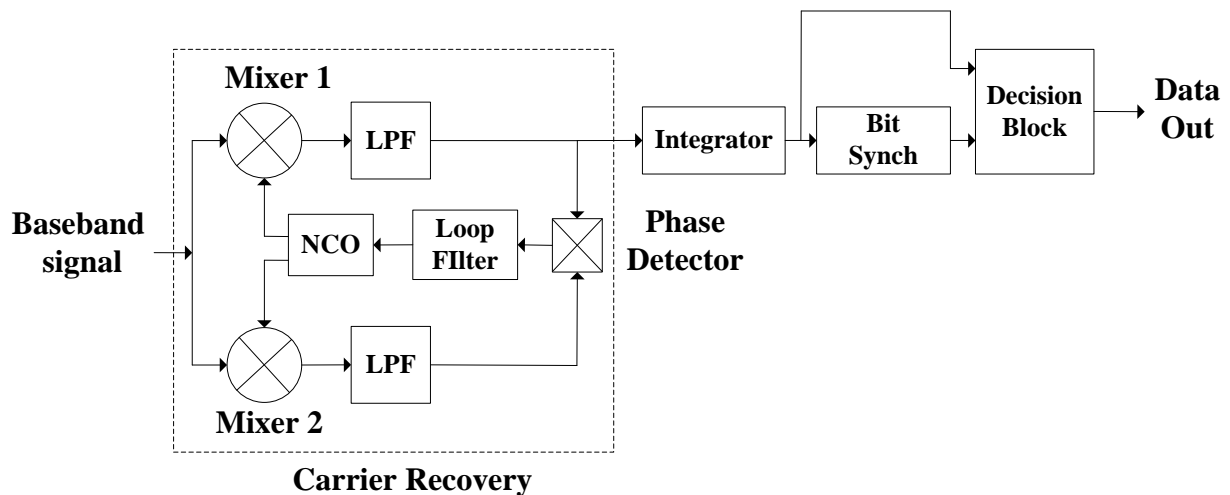 Mixer 1
LPF
Integrator
Bit
Synch
Decision
Block
Data
Out
Baseband
signal
NCO
Loop
FIlter
Phase
Detector
LPF
Mixer 2
Carrier Recovery